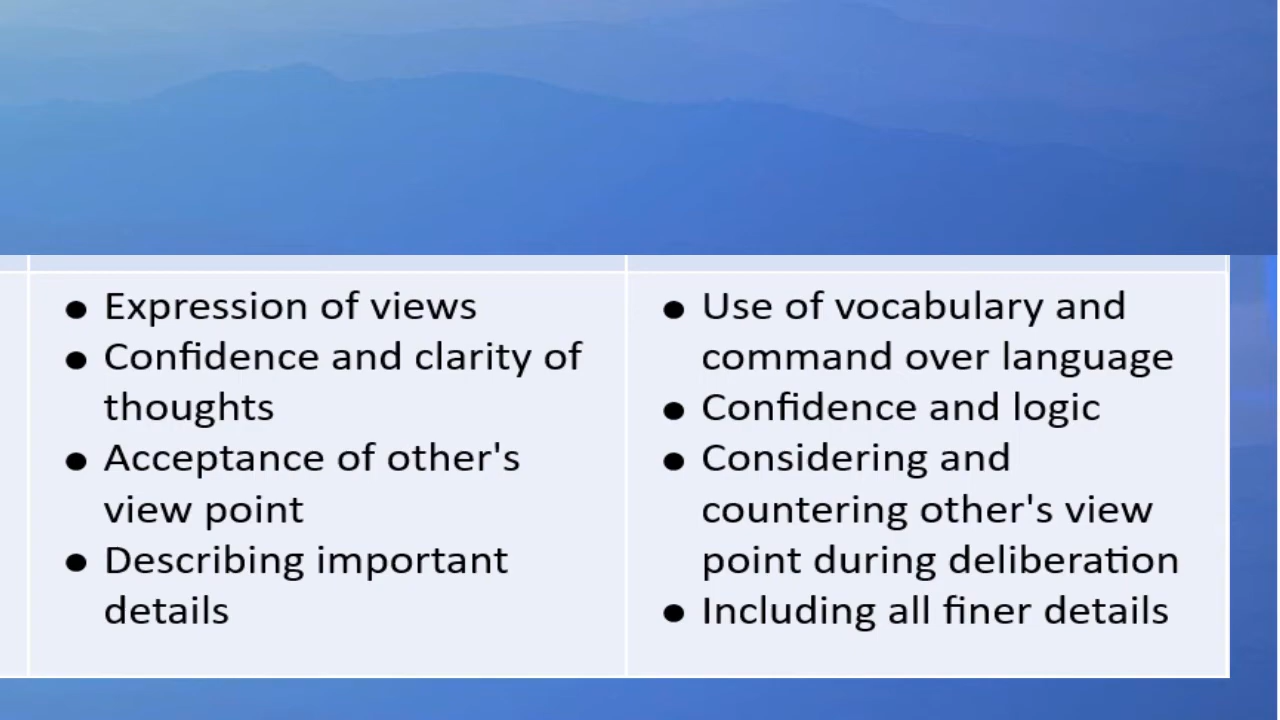 ● Expression of views
● Confidence and clarity of
thoughts
● Acceptance of other's
view point
● Describing important
details
● Use of vocabulary and
command over language
● Confidence and logic
● Considering and
countering other's view
point during deliberation
● Including all finer details